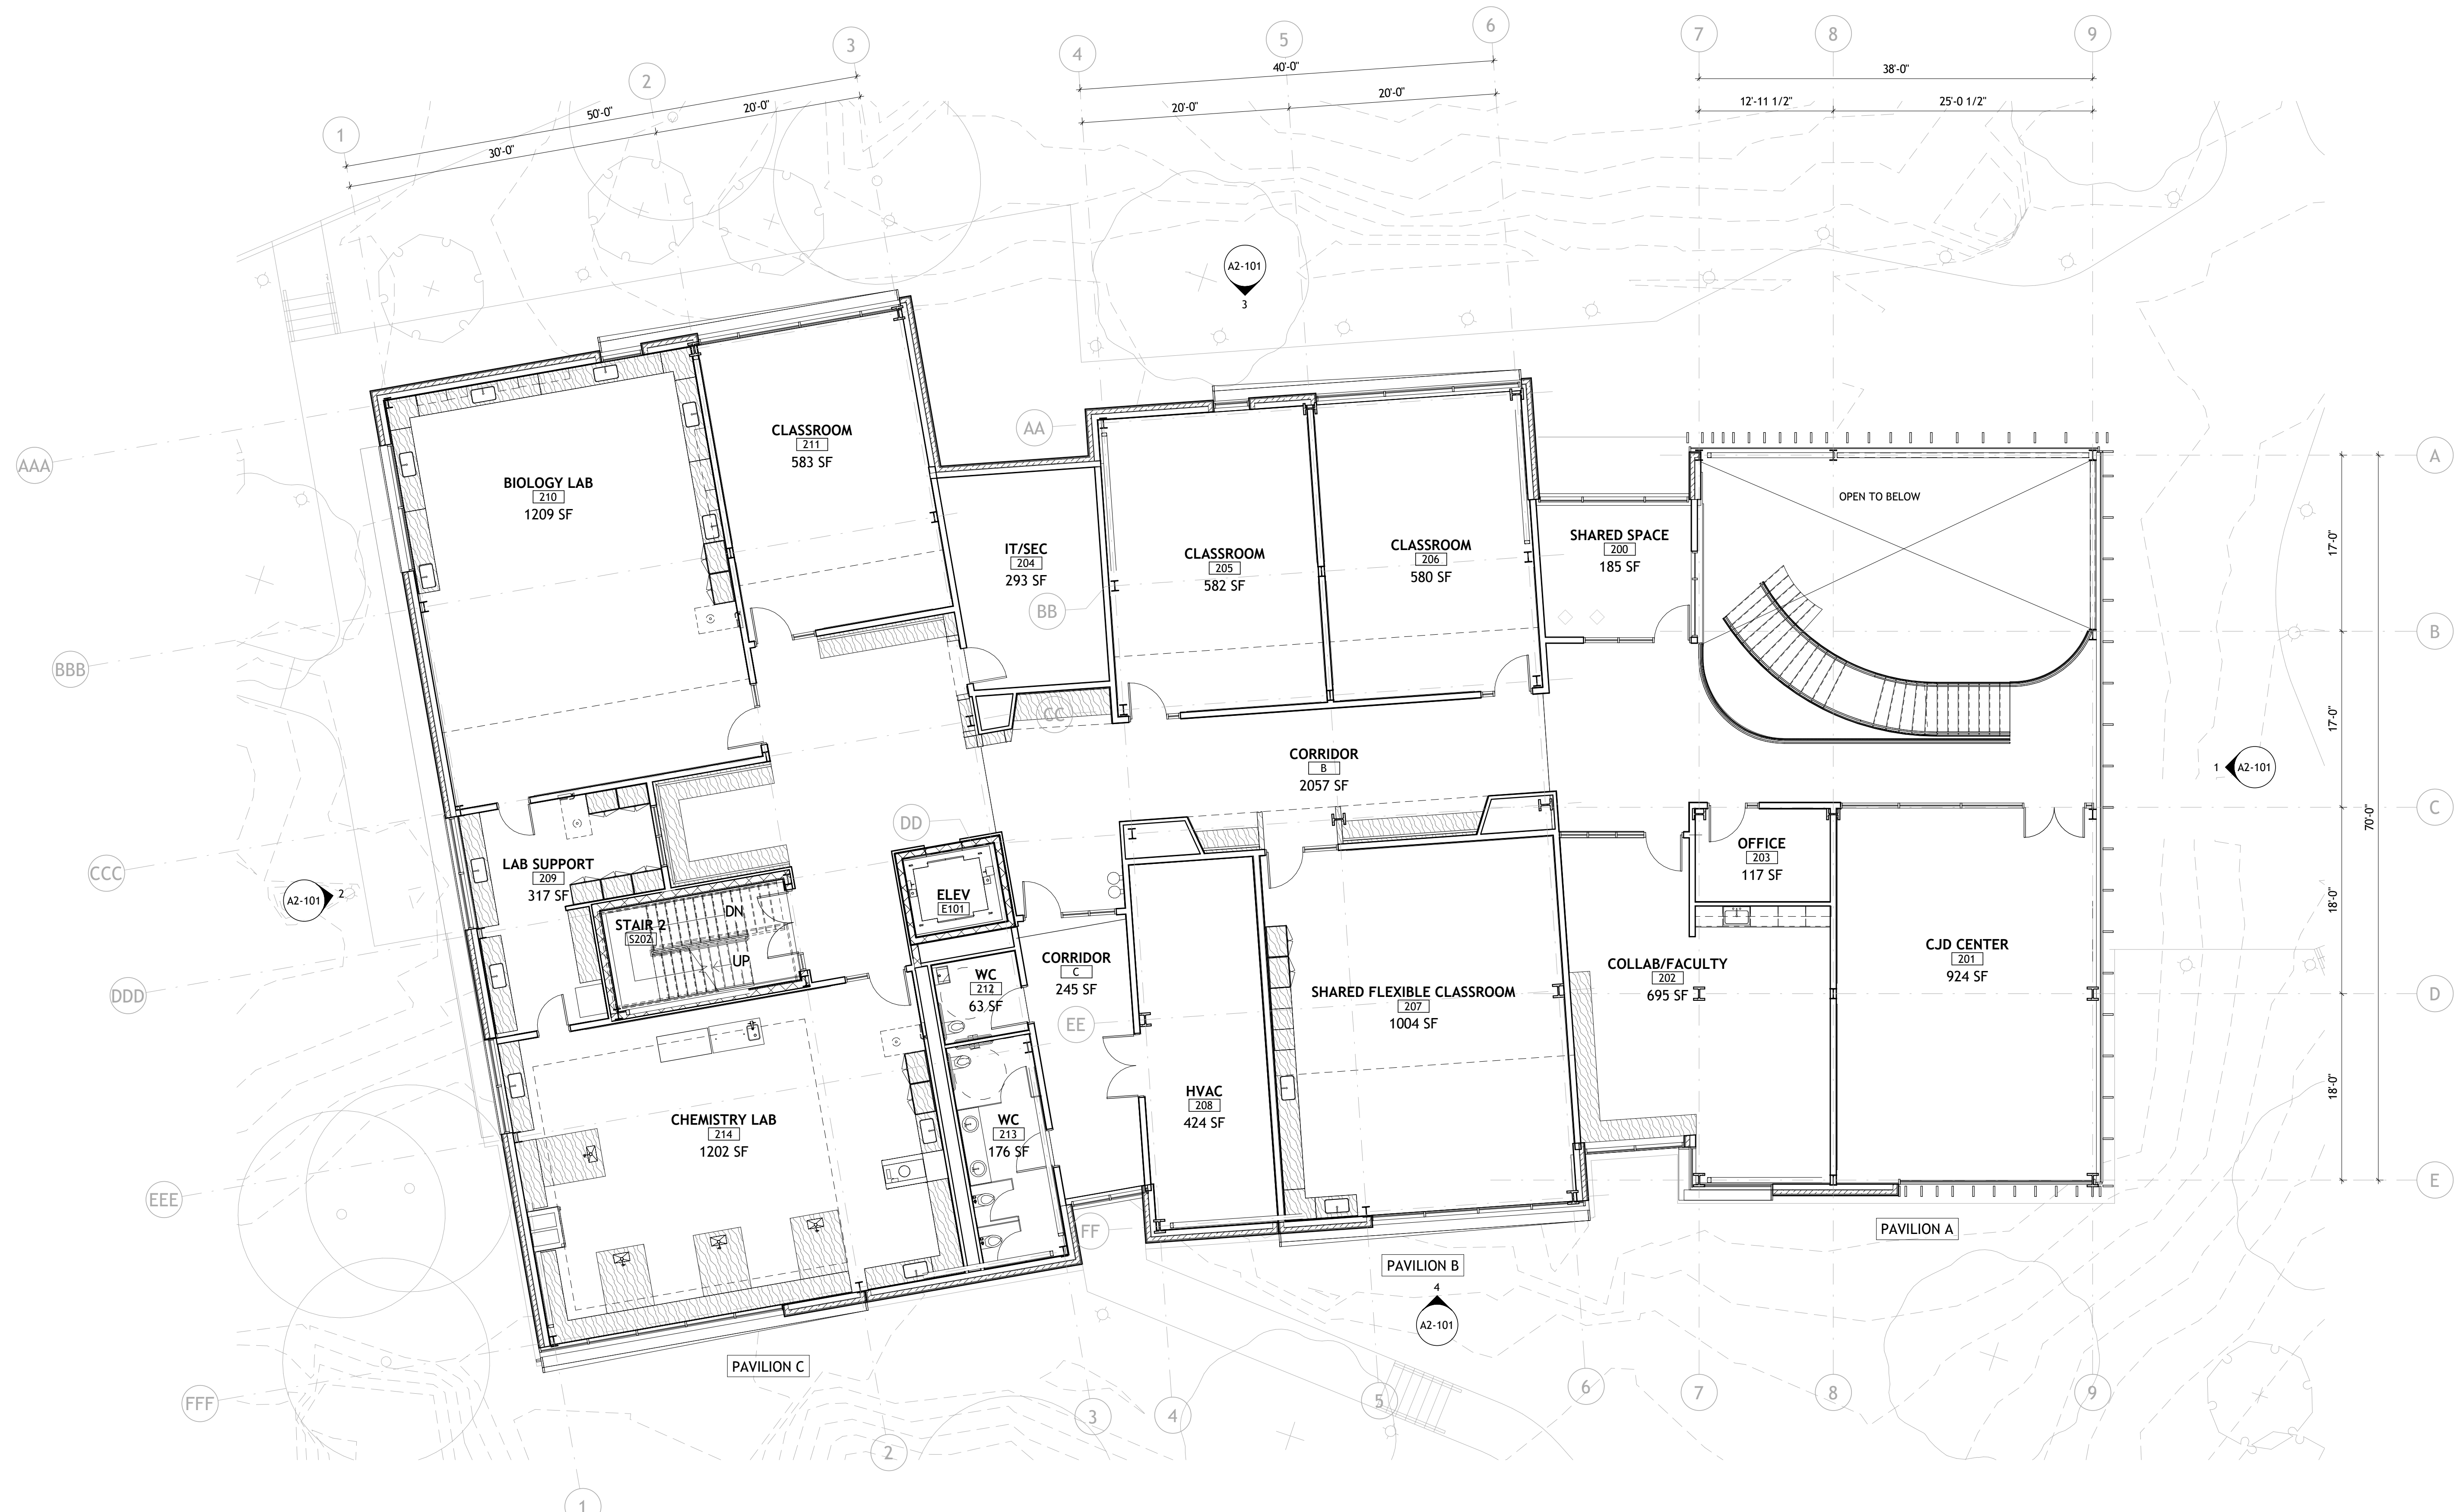 1
2
3
4
5
6
7
8
9
50'-0"
30'-0"
20'-0"
40'-0"
20'-0"
20'-0"
38'-0"
12'-11 1/2"
25'-0 1/2"
A2-101
3
AAA
BBB
CCC
DDD
EEE
FFF
AA
BB
CC
DD
EE
FF
A
B
C
D
E
17'-0"
17'-0"
18'-0"
18'-0"
70'-0"
BIOLOGY LAB
210
1209 SF
CLASSROOM
211
583 SF
IT/SEC
204
293 SF
CLASSROOM
205
582 SF
CLASSROOM
206
580 SF
SHARED SPACE
200
185 SF
OPEN TO BELOW
CORRIDOR
B
2057 SF
A2-101
1
A2-101
2
LAB SUPPORT
209
317 SF
STAIR 2
S202
DN
UP
ELEV
E101
OFFICE
203
117 SF
WC
212
63 SF
CORRIDOR
C
245 SF
SHARED FLEXIBLE CLASSROOM
207
1004 SF
COLLAB/FACULTY
202
695 SF
CJD CENTER
201
924 SF
CHEMISTRY LAB
214
1202 SF
WC
213
176 SF
HVAC
208
424 SF
PAVILION A
PAVILION B
PAVILION C
4
A2-101
1
2
3
4
5
6
7
8
9